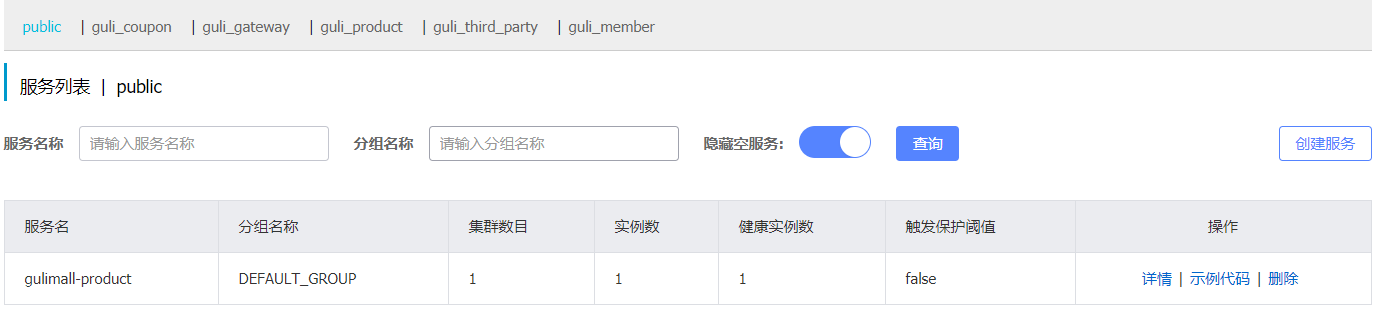 public | guli_coupon | guli_gateway | guli_product | guli_third_party | guli_member
服务列表 | public
服务名称 请输入服务名称 分组名称 请输入分组名称 隐藏空服务: 查询 创建服务
服务名 分组名称 集群数目 实例数 健康实例数 触发保护阈值 操作
gulimall-product DEFAULT_GROUP 1 1 1 false 详情 | 示例代码 | 删除